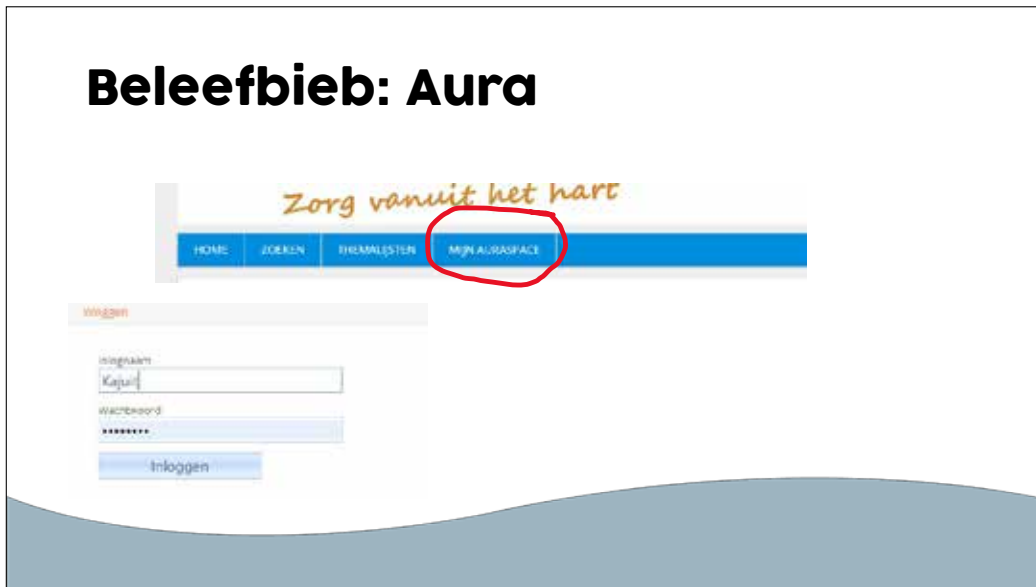 Beleefbieb: Aura
Zorg vanuit het hart
HOME ZOEKEN THEMALIJSTEN MIJN AURASPACE
Inloggen
Inlognaam
Kajuit
Wachtwoord
••••••••
Inloggen